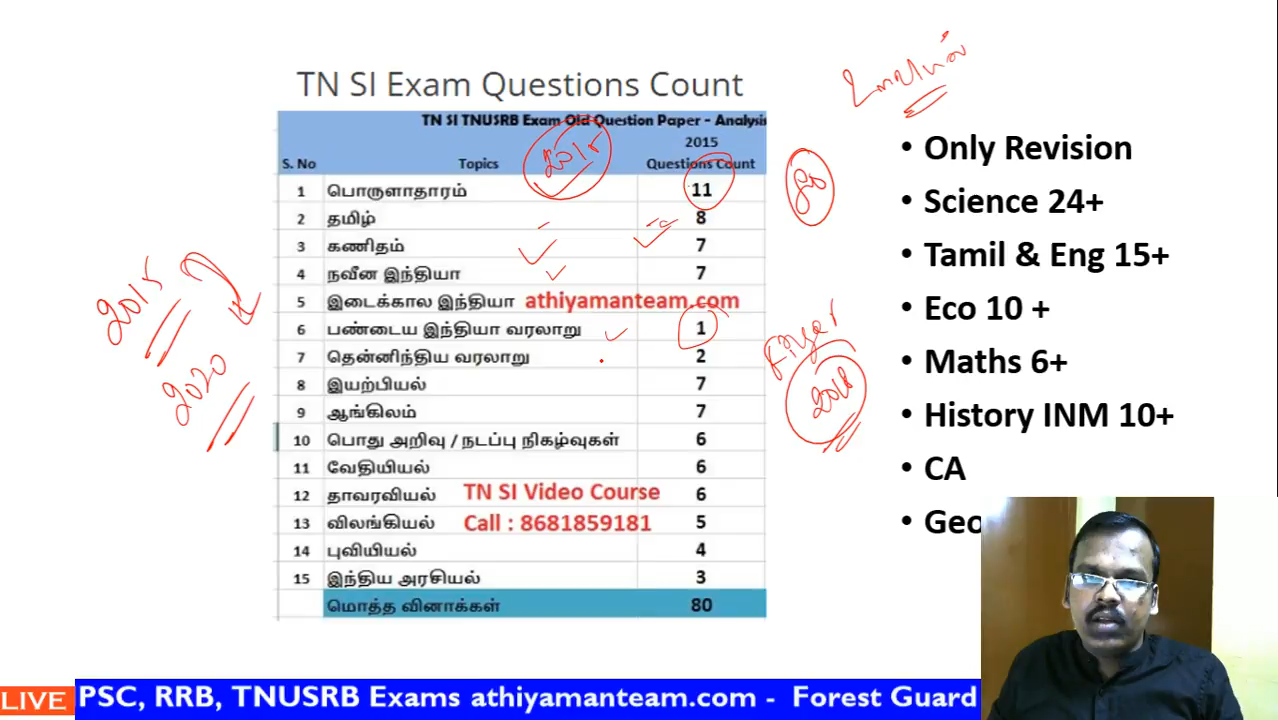 TN SI Exam Questions Count
TN SI TNUSRB Exam Old Question Paper - Analysis
S. No Topics 2015 Questions Count
2015
1 பொருளாதாரம் 11
2 தமிழ் 8
3 கணிதம் 7
4 நவீன இந்தியா 7
5 இடைக்கால இந்தியா athiyamanteam.com
6 பண்டைய இந்தியா வரலாறு 1
7 தென்னிந்திய வரலாறு 2
8 இயற்பியல் 7
9 ஆங்கிலம் 7
10 பொது அறிவு / நடப்பு நிகழ்வுகள் 6
11 வேதியியல் 6
12 தாவரவியல் 6
13 விலங்கியல் 5
14 புவியியல் 4
15 இந்திய அரசியல் 3
மொத்த வினாக்கள் 80
TN SI Video Course
Call : 8681859181
2015
2020
Finger
2018
• Only Revision
• Science 24+
• Tamil & Eng 15+
• Eco 10 +
• Maths 6+
• History INM 10+
• CA
• Geo
LIVE PSC, RRB, TNUSRB Exams athiyamanteam.com - Forest Guard